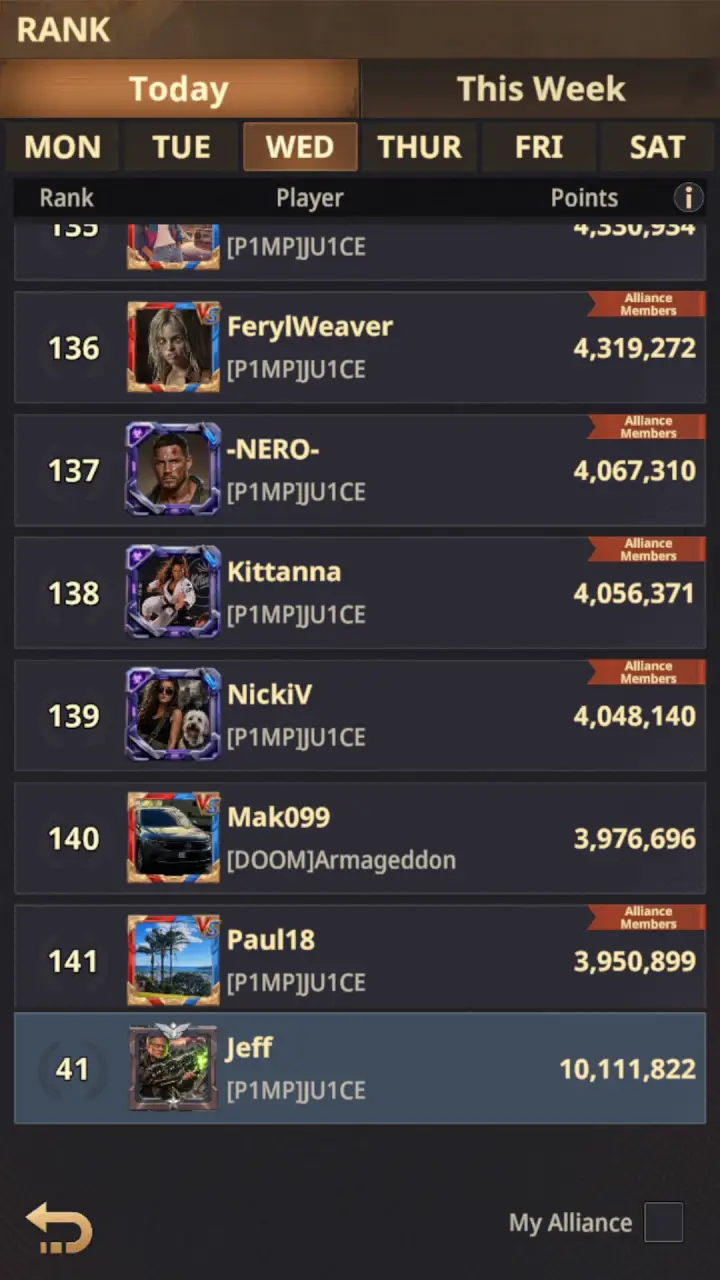 RANK
Today
This Week
MON
TUE
WED
THUR
FRI
SAT
Rank
Player
Points
135
4,330,934
[P1MP]JU1CE
136
FerylWeaver
[P1MP]JU1CE
Alliance
Members
4,319,272
137
-NERO-
[P1MP]JU1CE
Alliance
Members
4,067,310
138
Kittanna
[P1MP]JU1CE
Alliance
Members
4,056,371
139
NickiV
[P1MP]JU1CE
Alliance
Members
4,048,140
140
Mak099
[DOOM]Armageddon
3,976,696
141
Paul18
[P1MP]JU1CE
Alliance
Members
3,950,899
41
Jeff
[P1MP]JU1CE
10,111,822
My Alliance